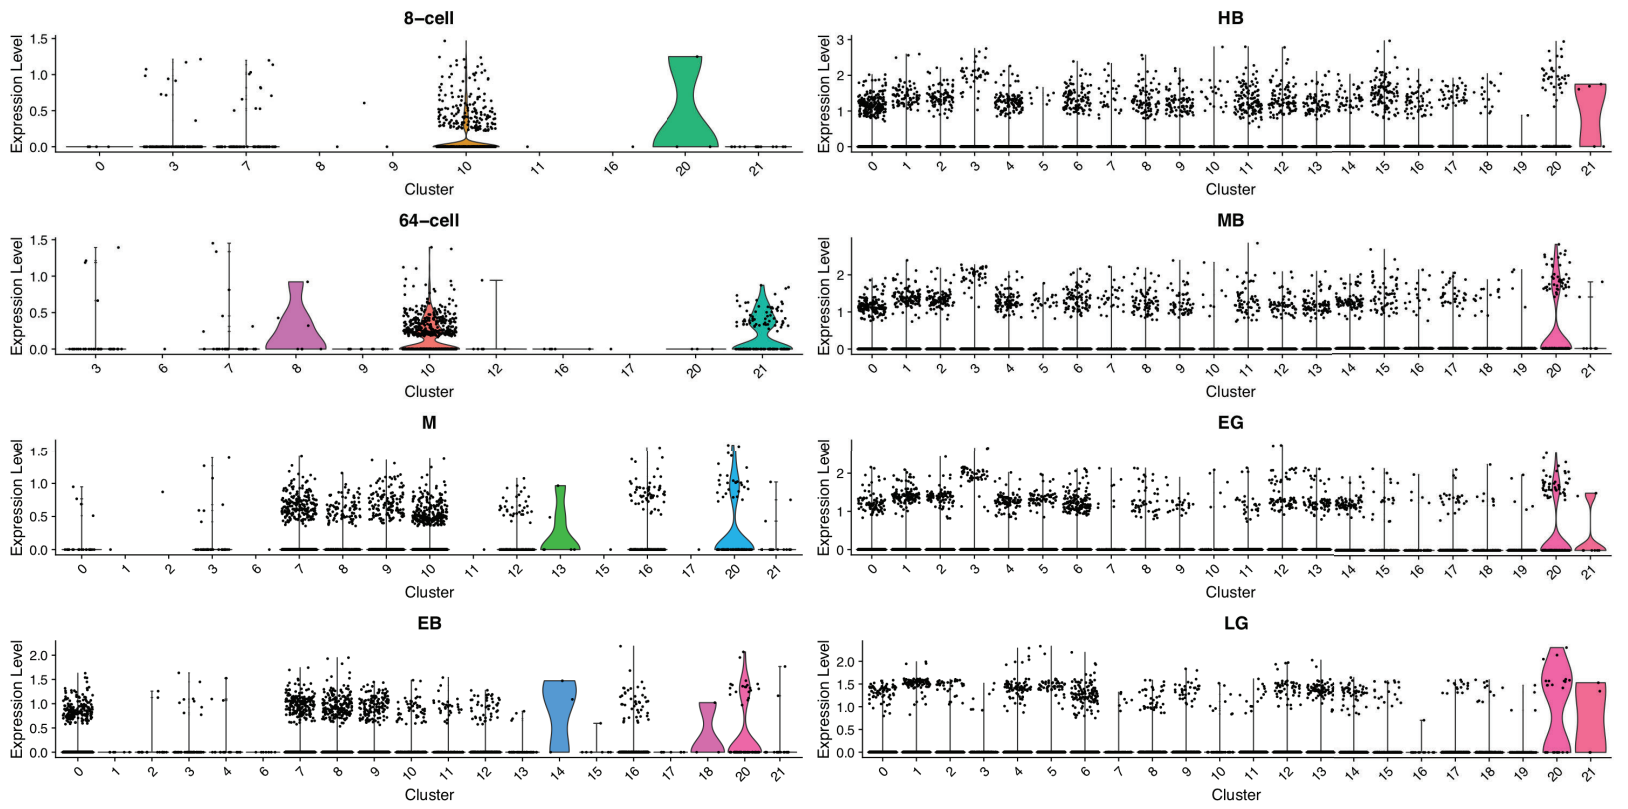 8−cell
Expression Level
1.5
1.0
0.5
0.0
0 3 7 8 9 10 11 16 20 21
Cluster
HB
Expression Level
3
2
1
0
0 1 2 3 4 5 6 7 8 9 10 11 12 13 14 15 16 17 18 19 20 21
Cluster
64−cell
Expression Level
1.5
1.0
0.5
0.0
3 6 7 8 9 10 12 16 17 20 21
Cluster
MB
Expression Level
2
1
0
0 1 2 3 4 5 6 7 8 9 10 11 12 13 14 15 16 17 18 19 20 21
Cluster
M
Expression Level
1.5
1.0
0.5
0.0
0 1 2 3 6 7 8 9 10 11 12 13 15 16 17 20 21
Cluster
EG
Expression Level
2
1
0
0 1 2 3 4 5 6 7 8 9 10 11 12 13 14 15 16 17 18 19 20 21
Cluster
EB
Expression Level
2.0
1.5
1.0
0.5
0.0
0 1 2 3 4 6 7 8 9 10 11 12 13 14 15 16 17 18 20 21
Cluster
LG
Expression Level
2.0
1.5
1.0
0.5
0.0
0 1 2 3 4 5 6 7 8 9 10 11 12 13 14 15 16 17 18 19 20 21
Cluster